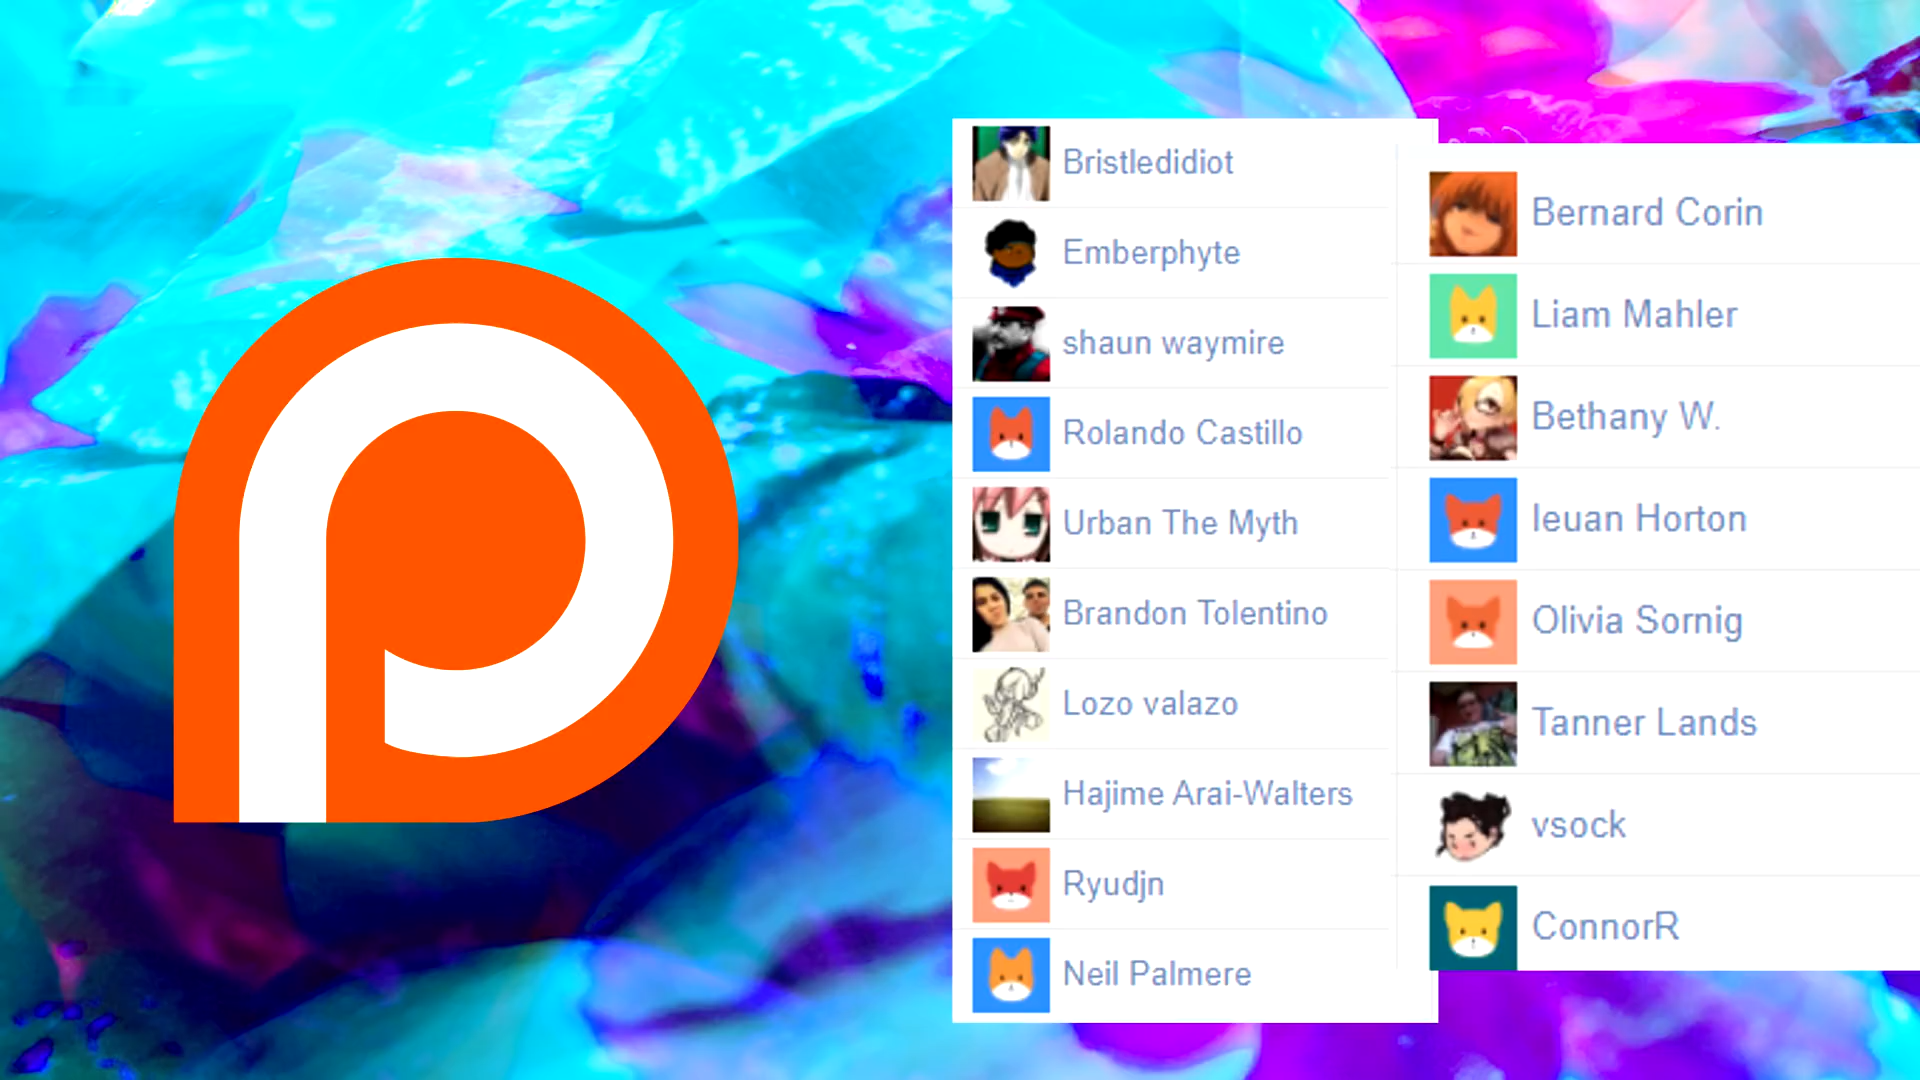 Bristledidiot
Emberphyte
shaun waymire
Rolando Castillo
Urban The Myth
Brandon Tolentino
Lozo valazo
Hajime Arai-Walters
Ryudjn
Neil Palmere
Bernard Corin
Liam Mahler
Bethany W.
Ieuan Horton
Olivia Sornig
Tanner Lands
vsock
ConnorR